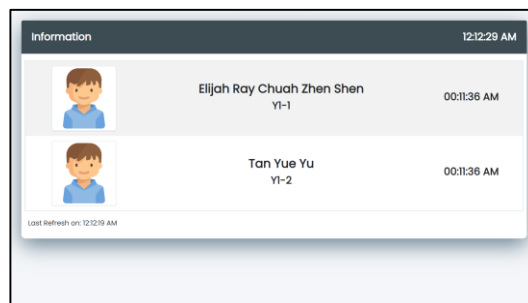 Information 12:12:29 AM
Elijah Ray Chuah Zhen Shen
Y1-1
00:11:36 AM
Tan Yue Yu
Y1-2
00:11:36 AM
Last Refresh on: 12:12:19 AM